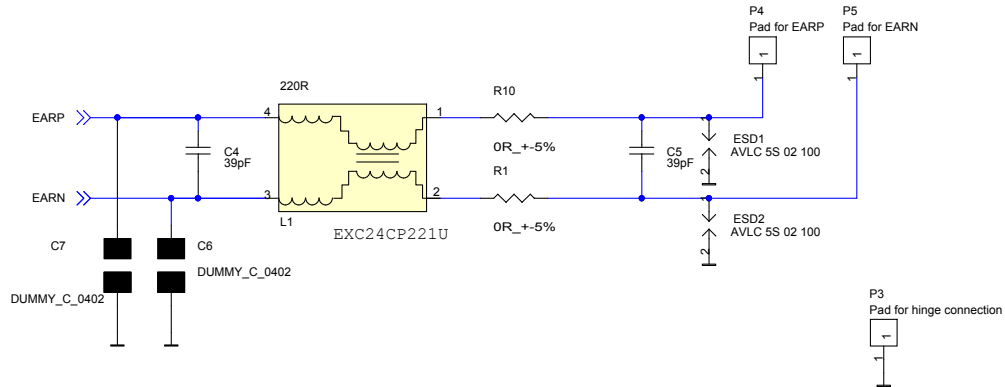 P4
Pad for EARP
1
1
P5
Pad for EARN
1
1
220R
EARP
4
1
R10
0R_+-5%
C4
39pF
C5
39pF
1
ESD1
AVLC 5S 02 100
2
EARN
3
2
R1
0R_+-5%
L1
EXC24CP221U
1
ESD2
AVLC 5S 02 100
2
C7
C6
DUMMY_C_0402
DUMMY_C_0402
P3
Pad for hinge connection
1
1